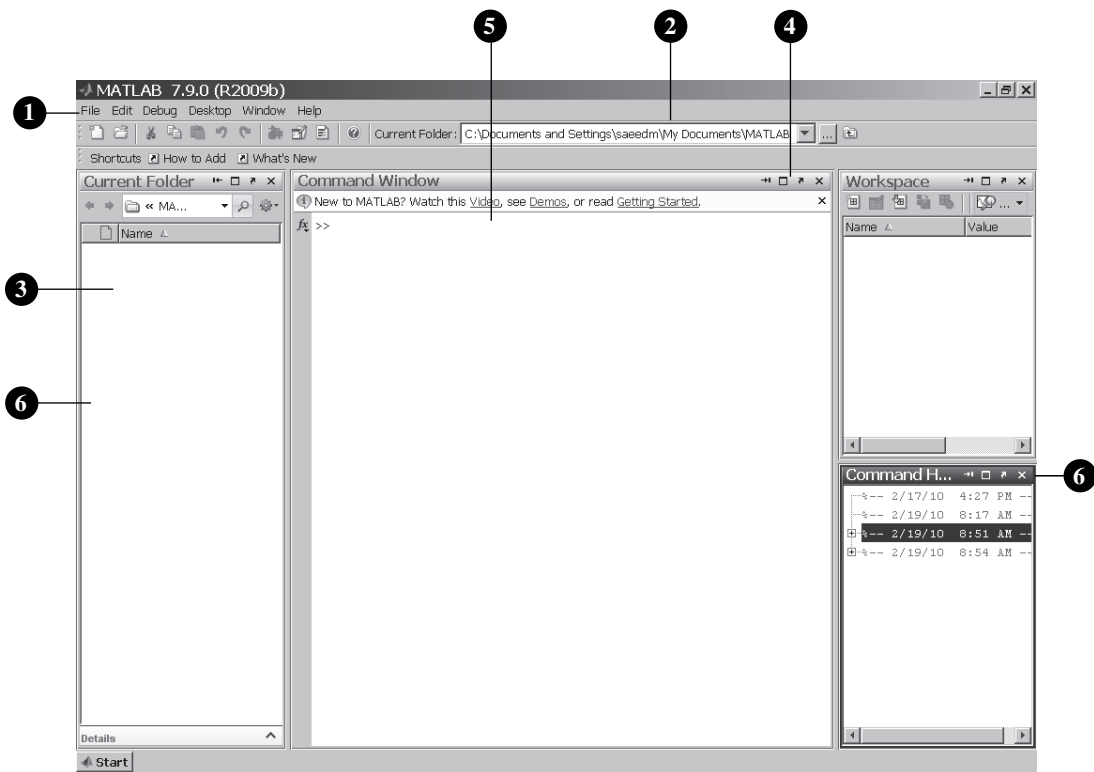 5 2 4
MATLAB 7.9.0 (R2009b)
1
File Edit Debug Desktop Window Help
Current Folder: C:\Documents and Settings\saeedm\My Documents\MATLAB ...
Shortcuts How to Add What's New
Current Folder
« MA...
Name
3
6
Details
Command Window
New to MATLAB? Watch this Video, see Demos, or read Getting Started.
fx >>
Workspace
...
Name Value
Command H...
6
%-- 2/17/10 4:27 PM --
%-- 2/19/10 8:17 AM --
%-- 2/19/10 8:51 AM --
%-- 2/19/10 8:54 AM --
Start